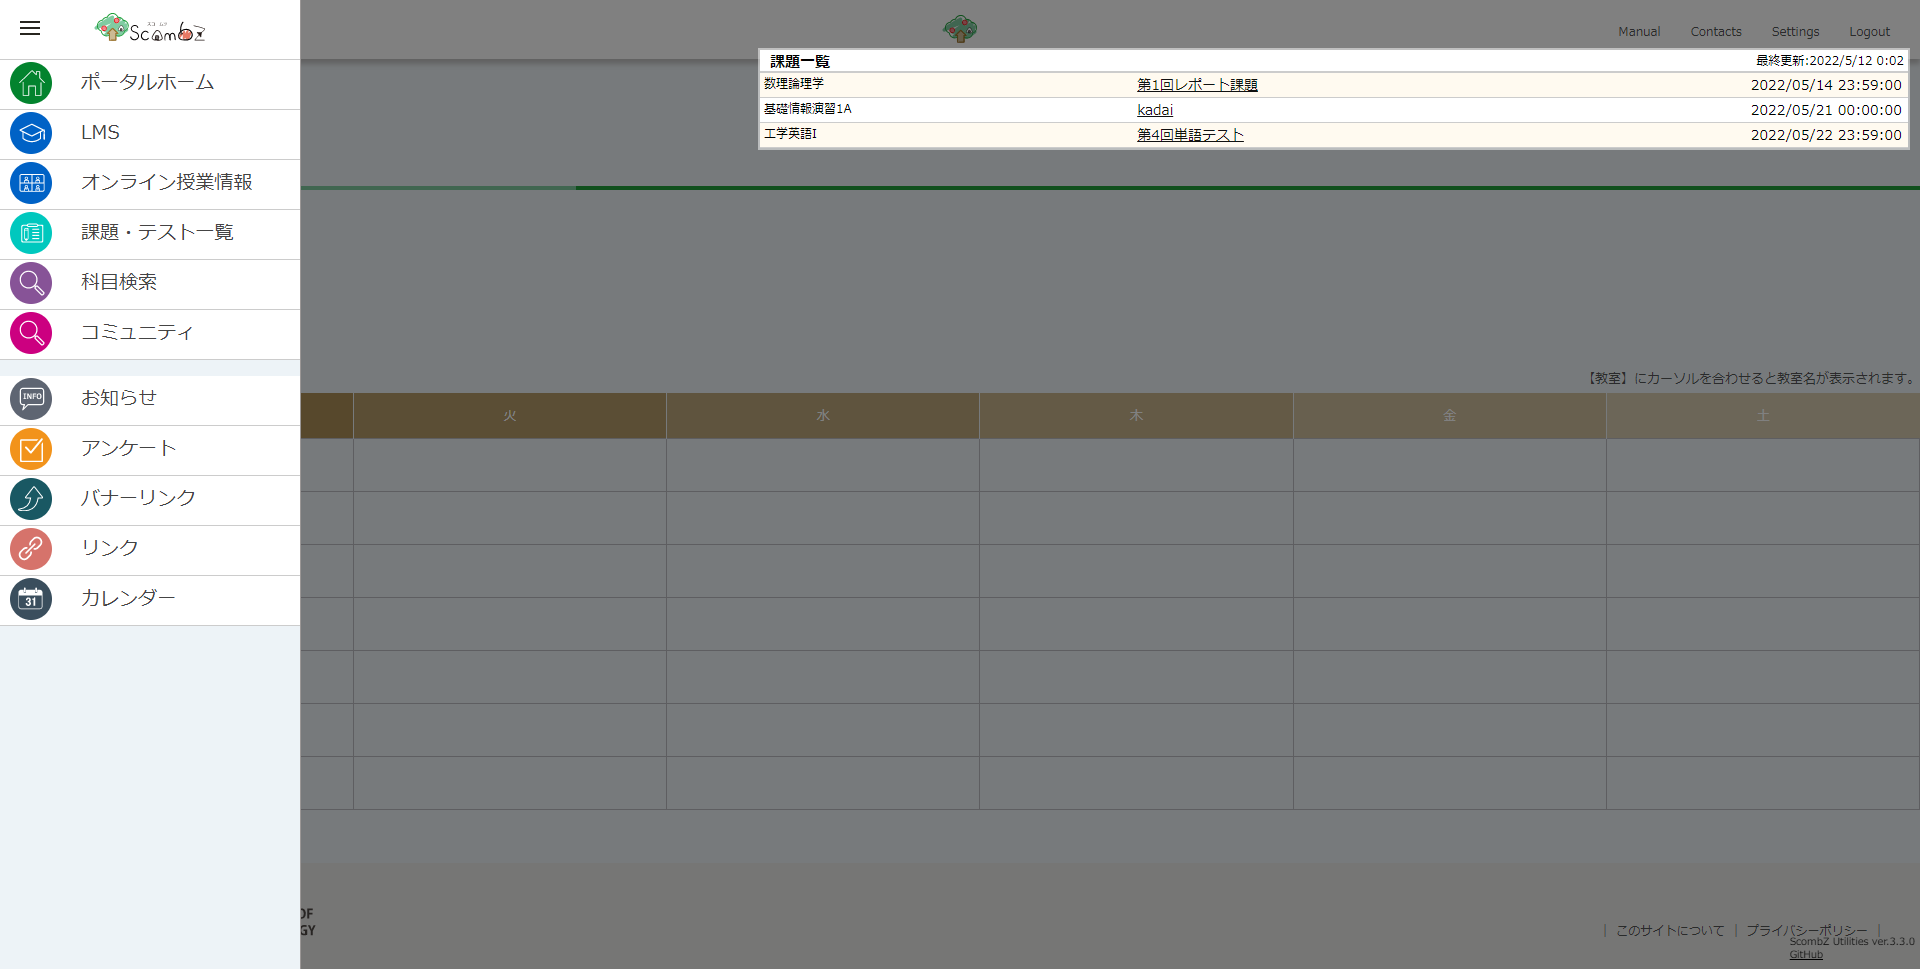 スコームツ
ScombZ
Manual
Contacts
Settings
Logout
課題一覧
最終更新:2022/5/12 0:02
数理論理学 第1回レポート課題 2022/05/14 23:59:00
基礎情報演習1A kadai 2022/05/21 00:00:00
工学英語I 第4回単語テスト 2022/05/22 23:59:00
ポータルホーム
LMS
オンライン授業情報
課題・テスト一覧
科目検索
コミュニティ
INFO
お知らせ
アンケート
バナーリンク
リンク
31
カレンダー
【教室】にカーソルを合わせると教室名が表示されます。
火 水 木 金 土
OF
GY
| このサイトについて | プライバシーポリシー |
ScombZ Utilities ver.3.3.0
GitHub